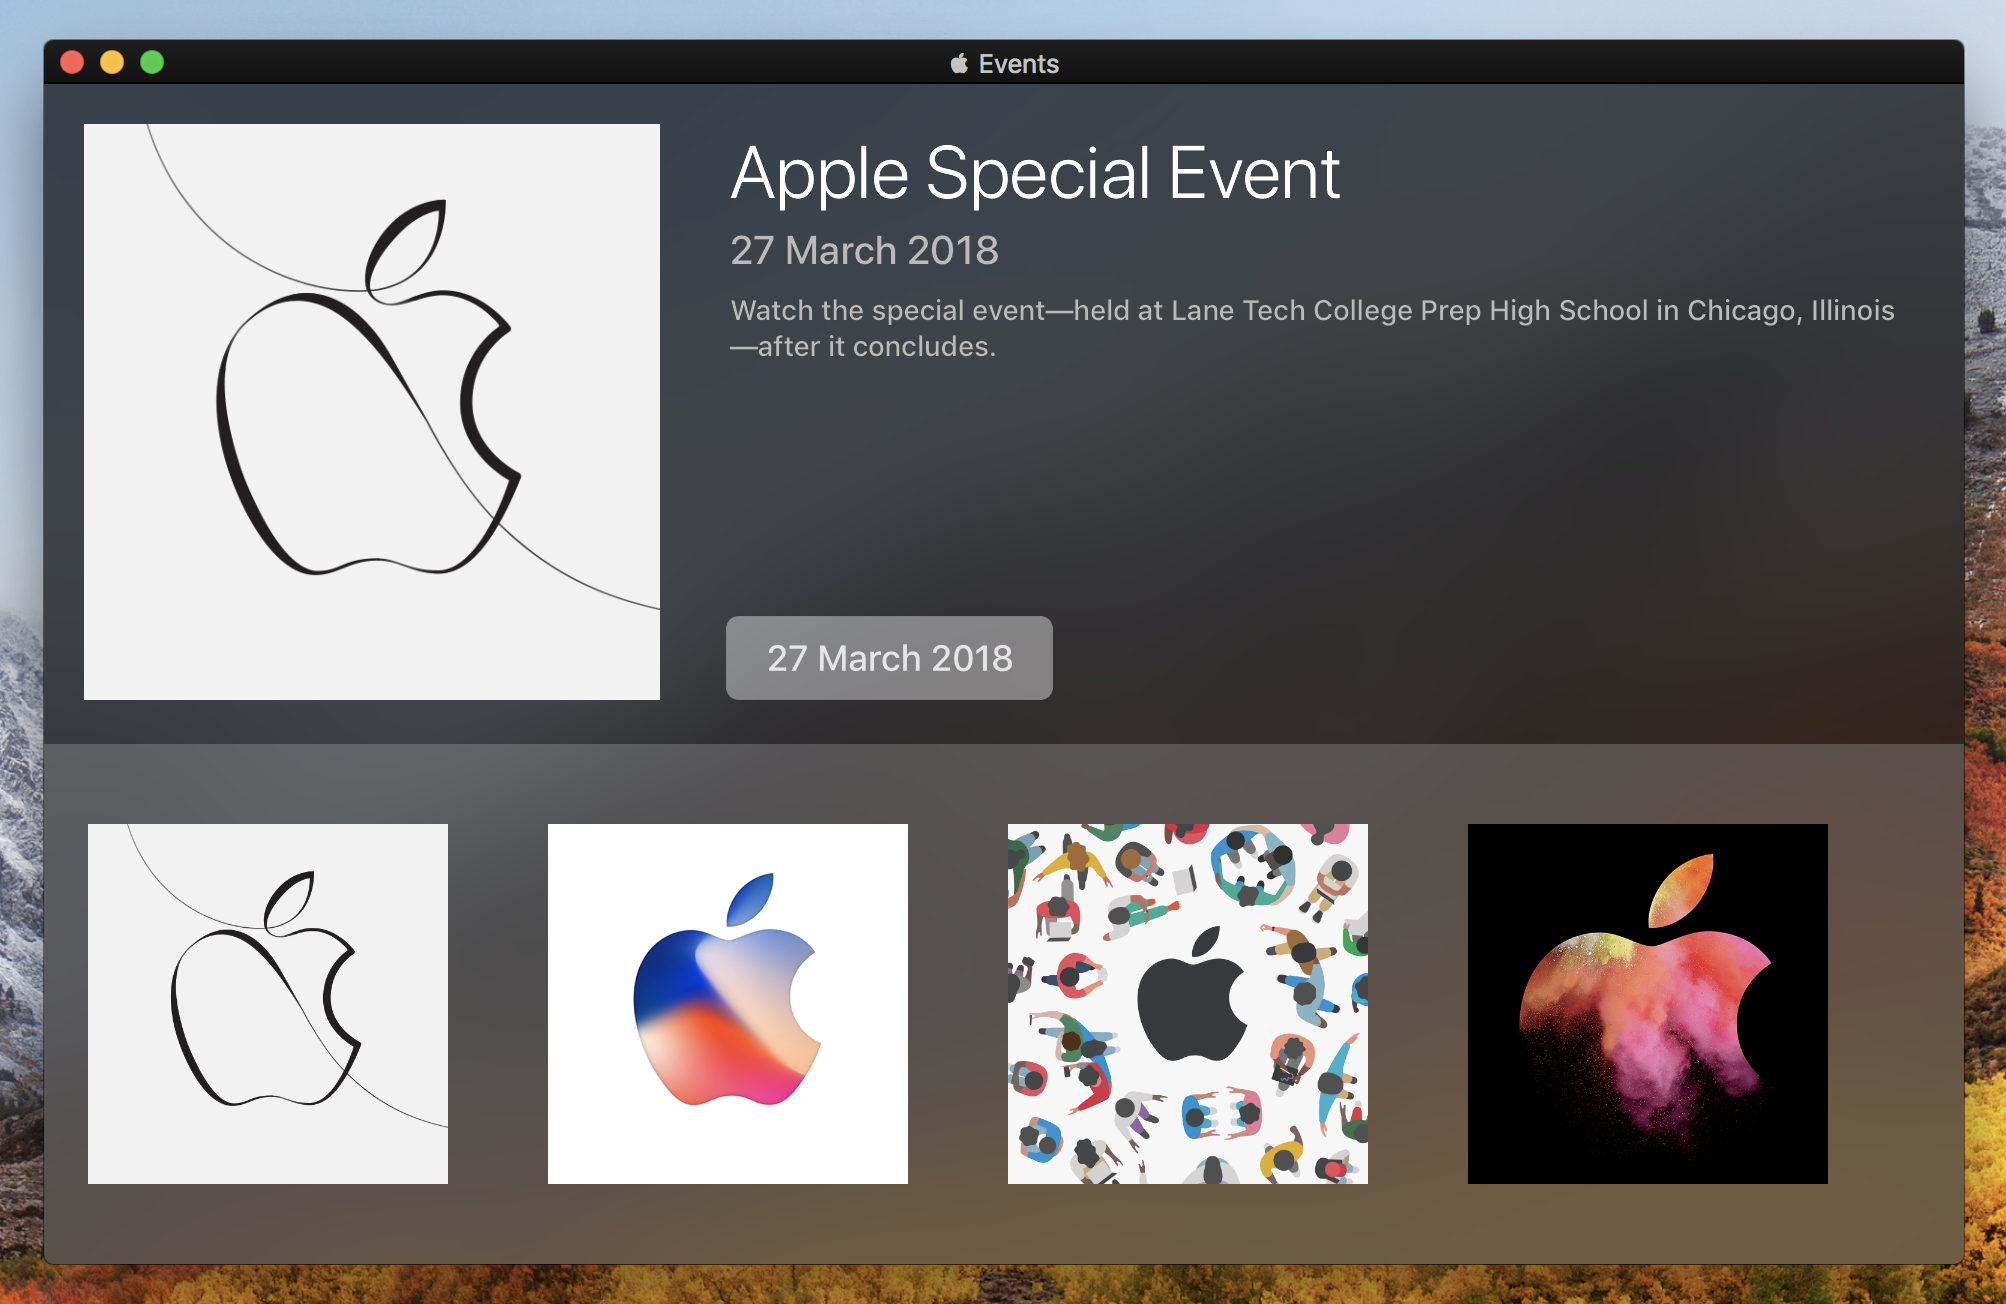 Events
Apple Special Event
27 March 2018
Watch the special event—held at Lane Tech College Prep High School in Chicago, Illinois
—after it concludes.
27 March 2018